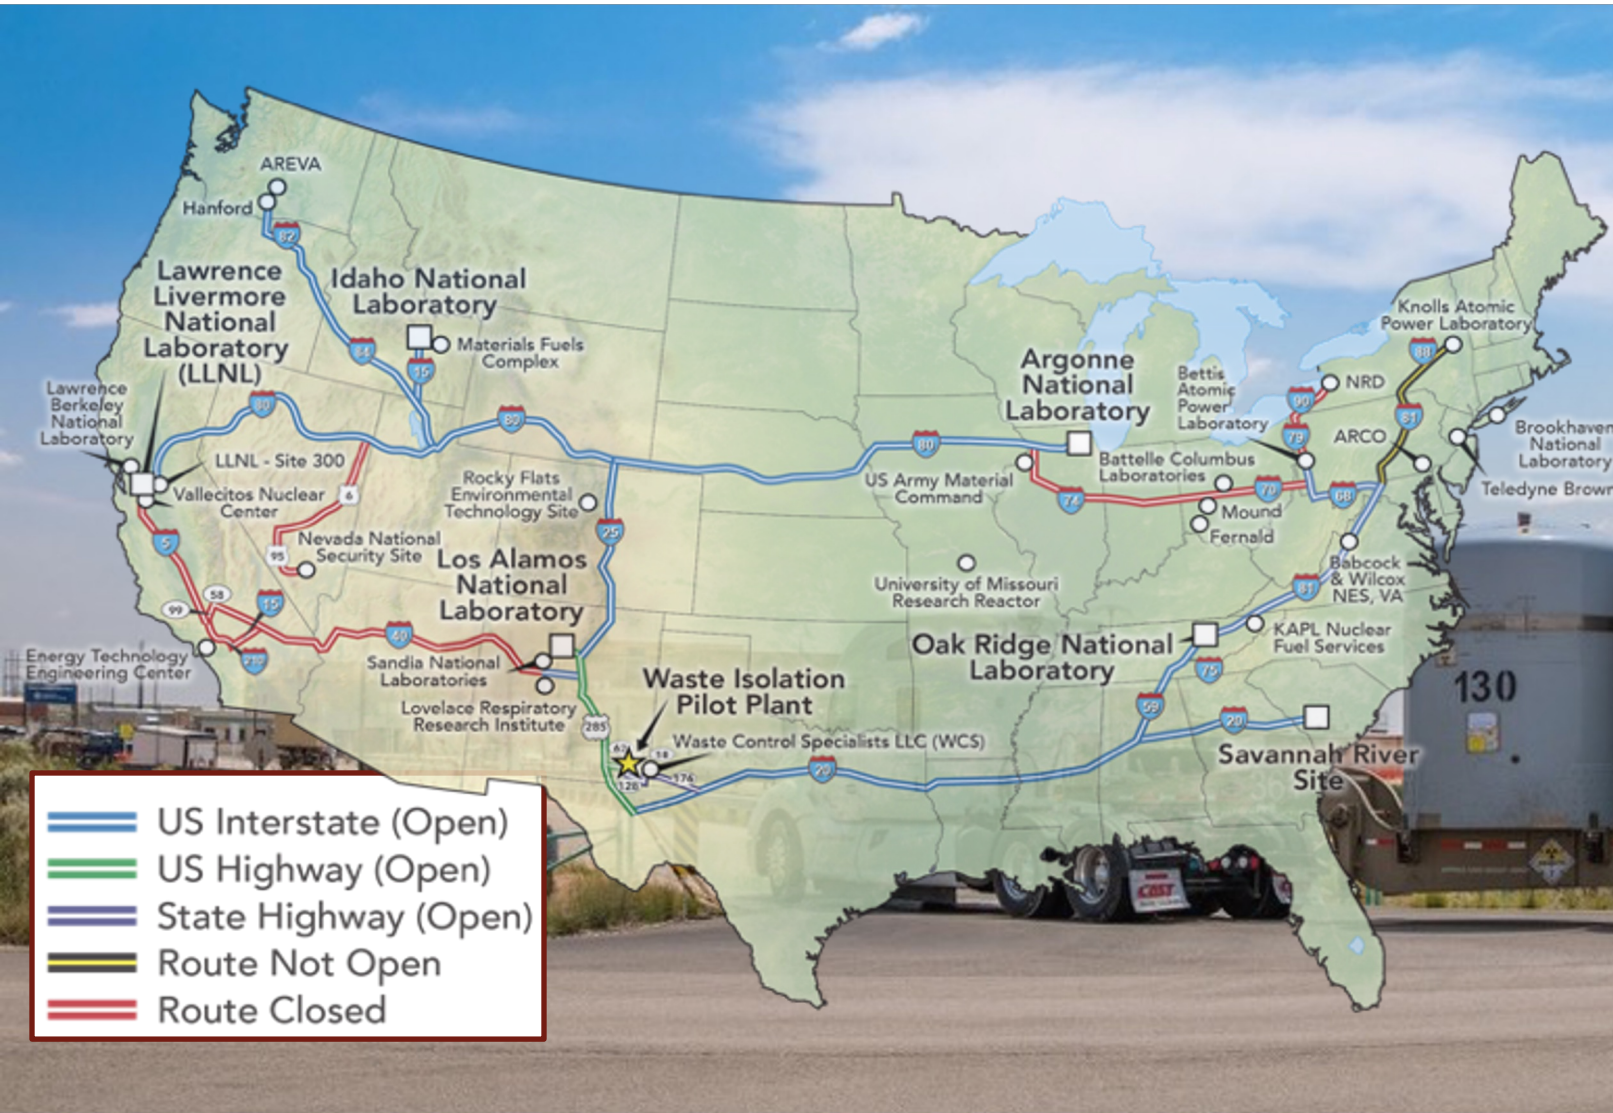 AREVA
Hanford
82
Lawrence
Livermore
National
Laboratory
(LLNL)
Idaho National
Laboratory
Materials Fuels
Complex
84
15
80
80
Lawrence
Berkeley
National
Laboratory
LLNL - Site 300
Vallecitos Nuclear
Center
6
95
Nevada National
Security Site
5
99
58
15
210
40
Energy Technology
Engineering Center
Rocky Flats
Environmental
Technology Site
25
Los Alamos
National
Laboratory
Sandia National
Laboratories
Lovelace Respiratory
Research Institute
285
Waste Isolation
Pilot Plant
Waste Control Specialists LLC (WCS)
62
18
128
176
20
80
US Army Material
Command
Argonne
National
Laboratory
74
Battelle Columbus
Laboratories
70
Mound
Fernald
University of Missouri
Research Reactor
Bettis
Atomic
Power
Laboratory
90
79
NRD
68
ARCO
Knolls Atomic
Power Laboratory
88
81
Brookhaven
National
Laboratory
Teledyne Brown
Babcock
& Wilcox
NES, VA
81
KAPL Nuclear
Fuel Services
Oak Ridge National
Laboratory
75
59
20
Savannah River
Site
130
CAST
US Interstate (Open)
US Highway (Open)
State Highway (Open)
Route Not Open
Route Closed